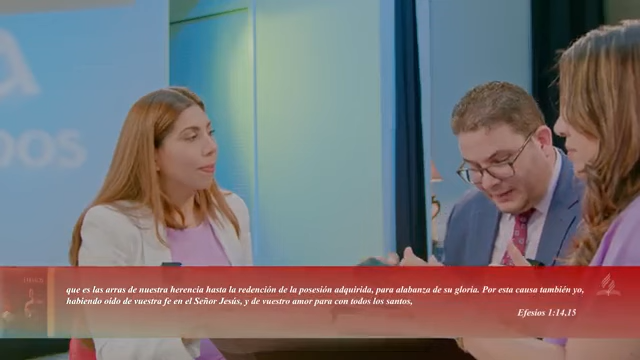 A
pos
que es las arras de nuestra herencia hasta la redención de la posesión adquirida, para alabanza de su gloria. Por esta causa también yo,
habiendo oído de vuestra fe en el Señor Jesús, y de vuestro amor para con todos los santos,
Efesios 1:14,15